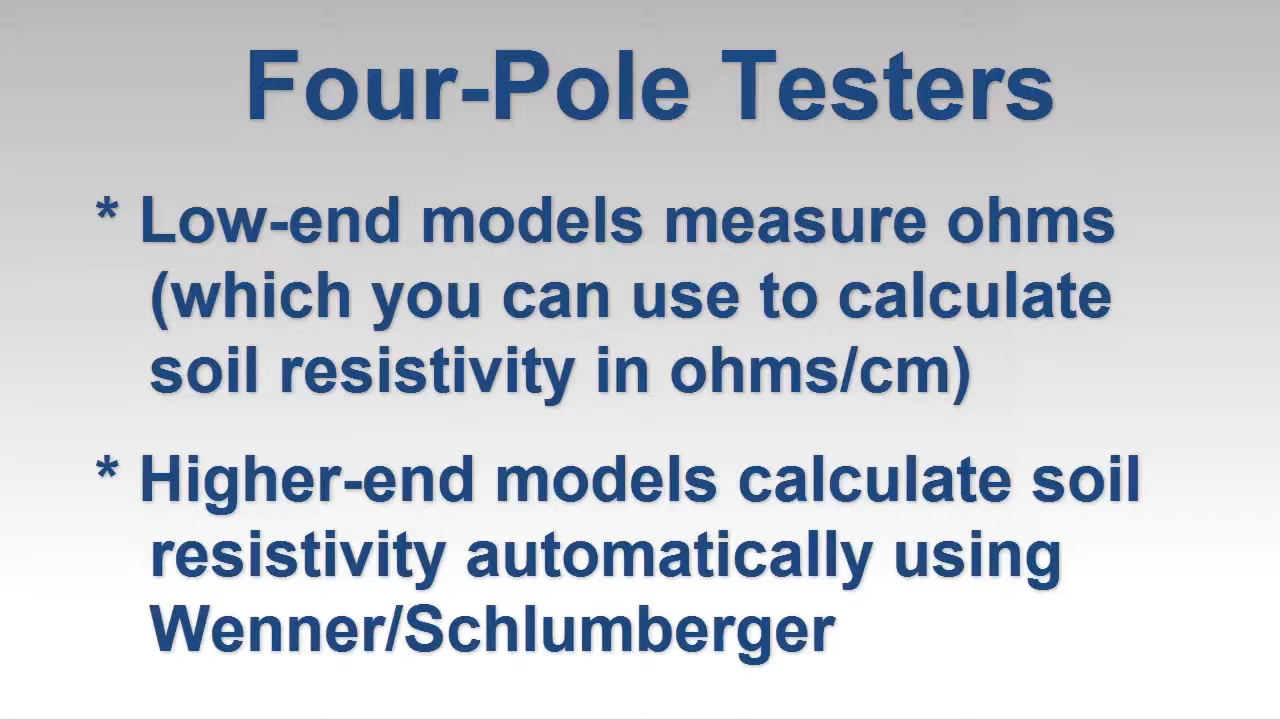 Four-Pole Testers
* Low-end models measure ohms
(which you can use to calculate
soil resistivity in ohms/cm)
* Higher-end models calculate soil
resistivity automatically using
Wenner/Schlumberger